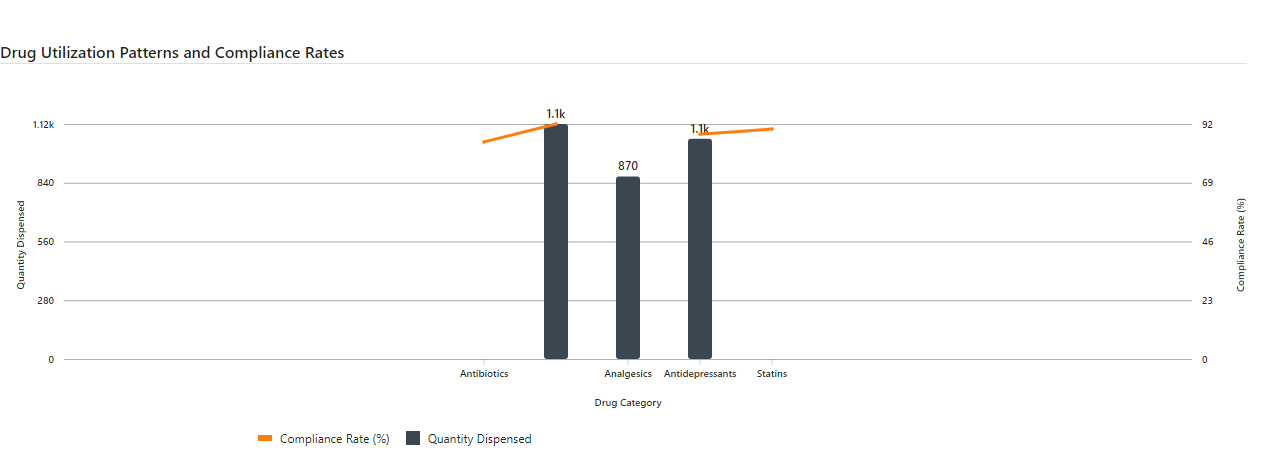 Drug Utilization Patterns and Compliance Rates
1.1k
1.12k
1.1k
92
870
840
69
560
46
280
23
0
0
Quantity Dispensed
Compliance Rate (%)
Antibiotics Analgesics Antidepressants Statins
Drug Category
Compliance Rate (%) Quantity Dispensed